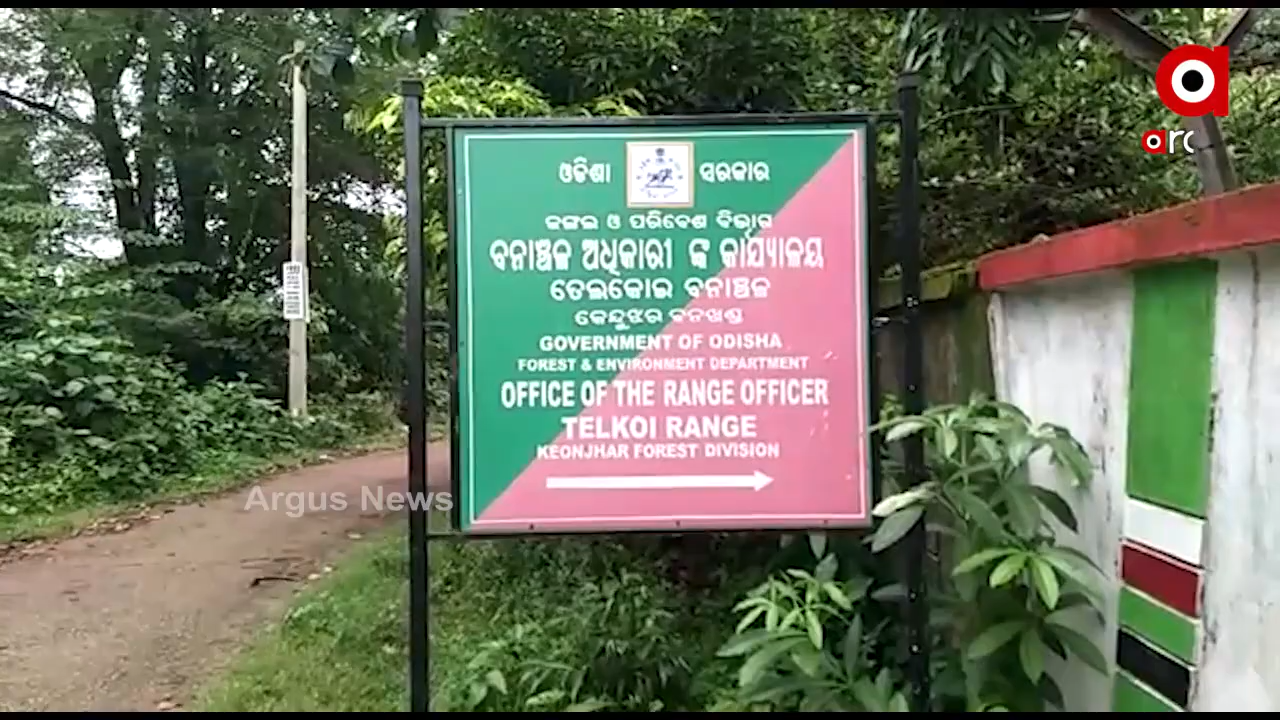 ଓଡିଶା ସରକାର
ଜଙ୍ଗଲ ଓ ପରିବେଶ ବିଭାଗ
ବନାଞ୍ଚଳ ଅଧିକାରୀ ଙ୍କ କାର୍ଯ୍ୟାଳୟ
ତେଲକୋଇ ବନାଞ୍ଚଳ
କେନ୍ଦୁଝର ବନଖଣ୍ଡ
GOVERNMENT OF ODISHA
FOREST & ENVIRONMENT DEPARTMENT
OFFICE OF THE RANGE OFFICER
TELKOI RANGE
KEONJHAR FOREST DIVISION
Argus News